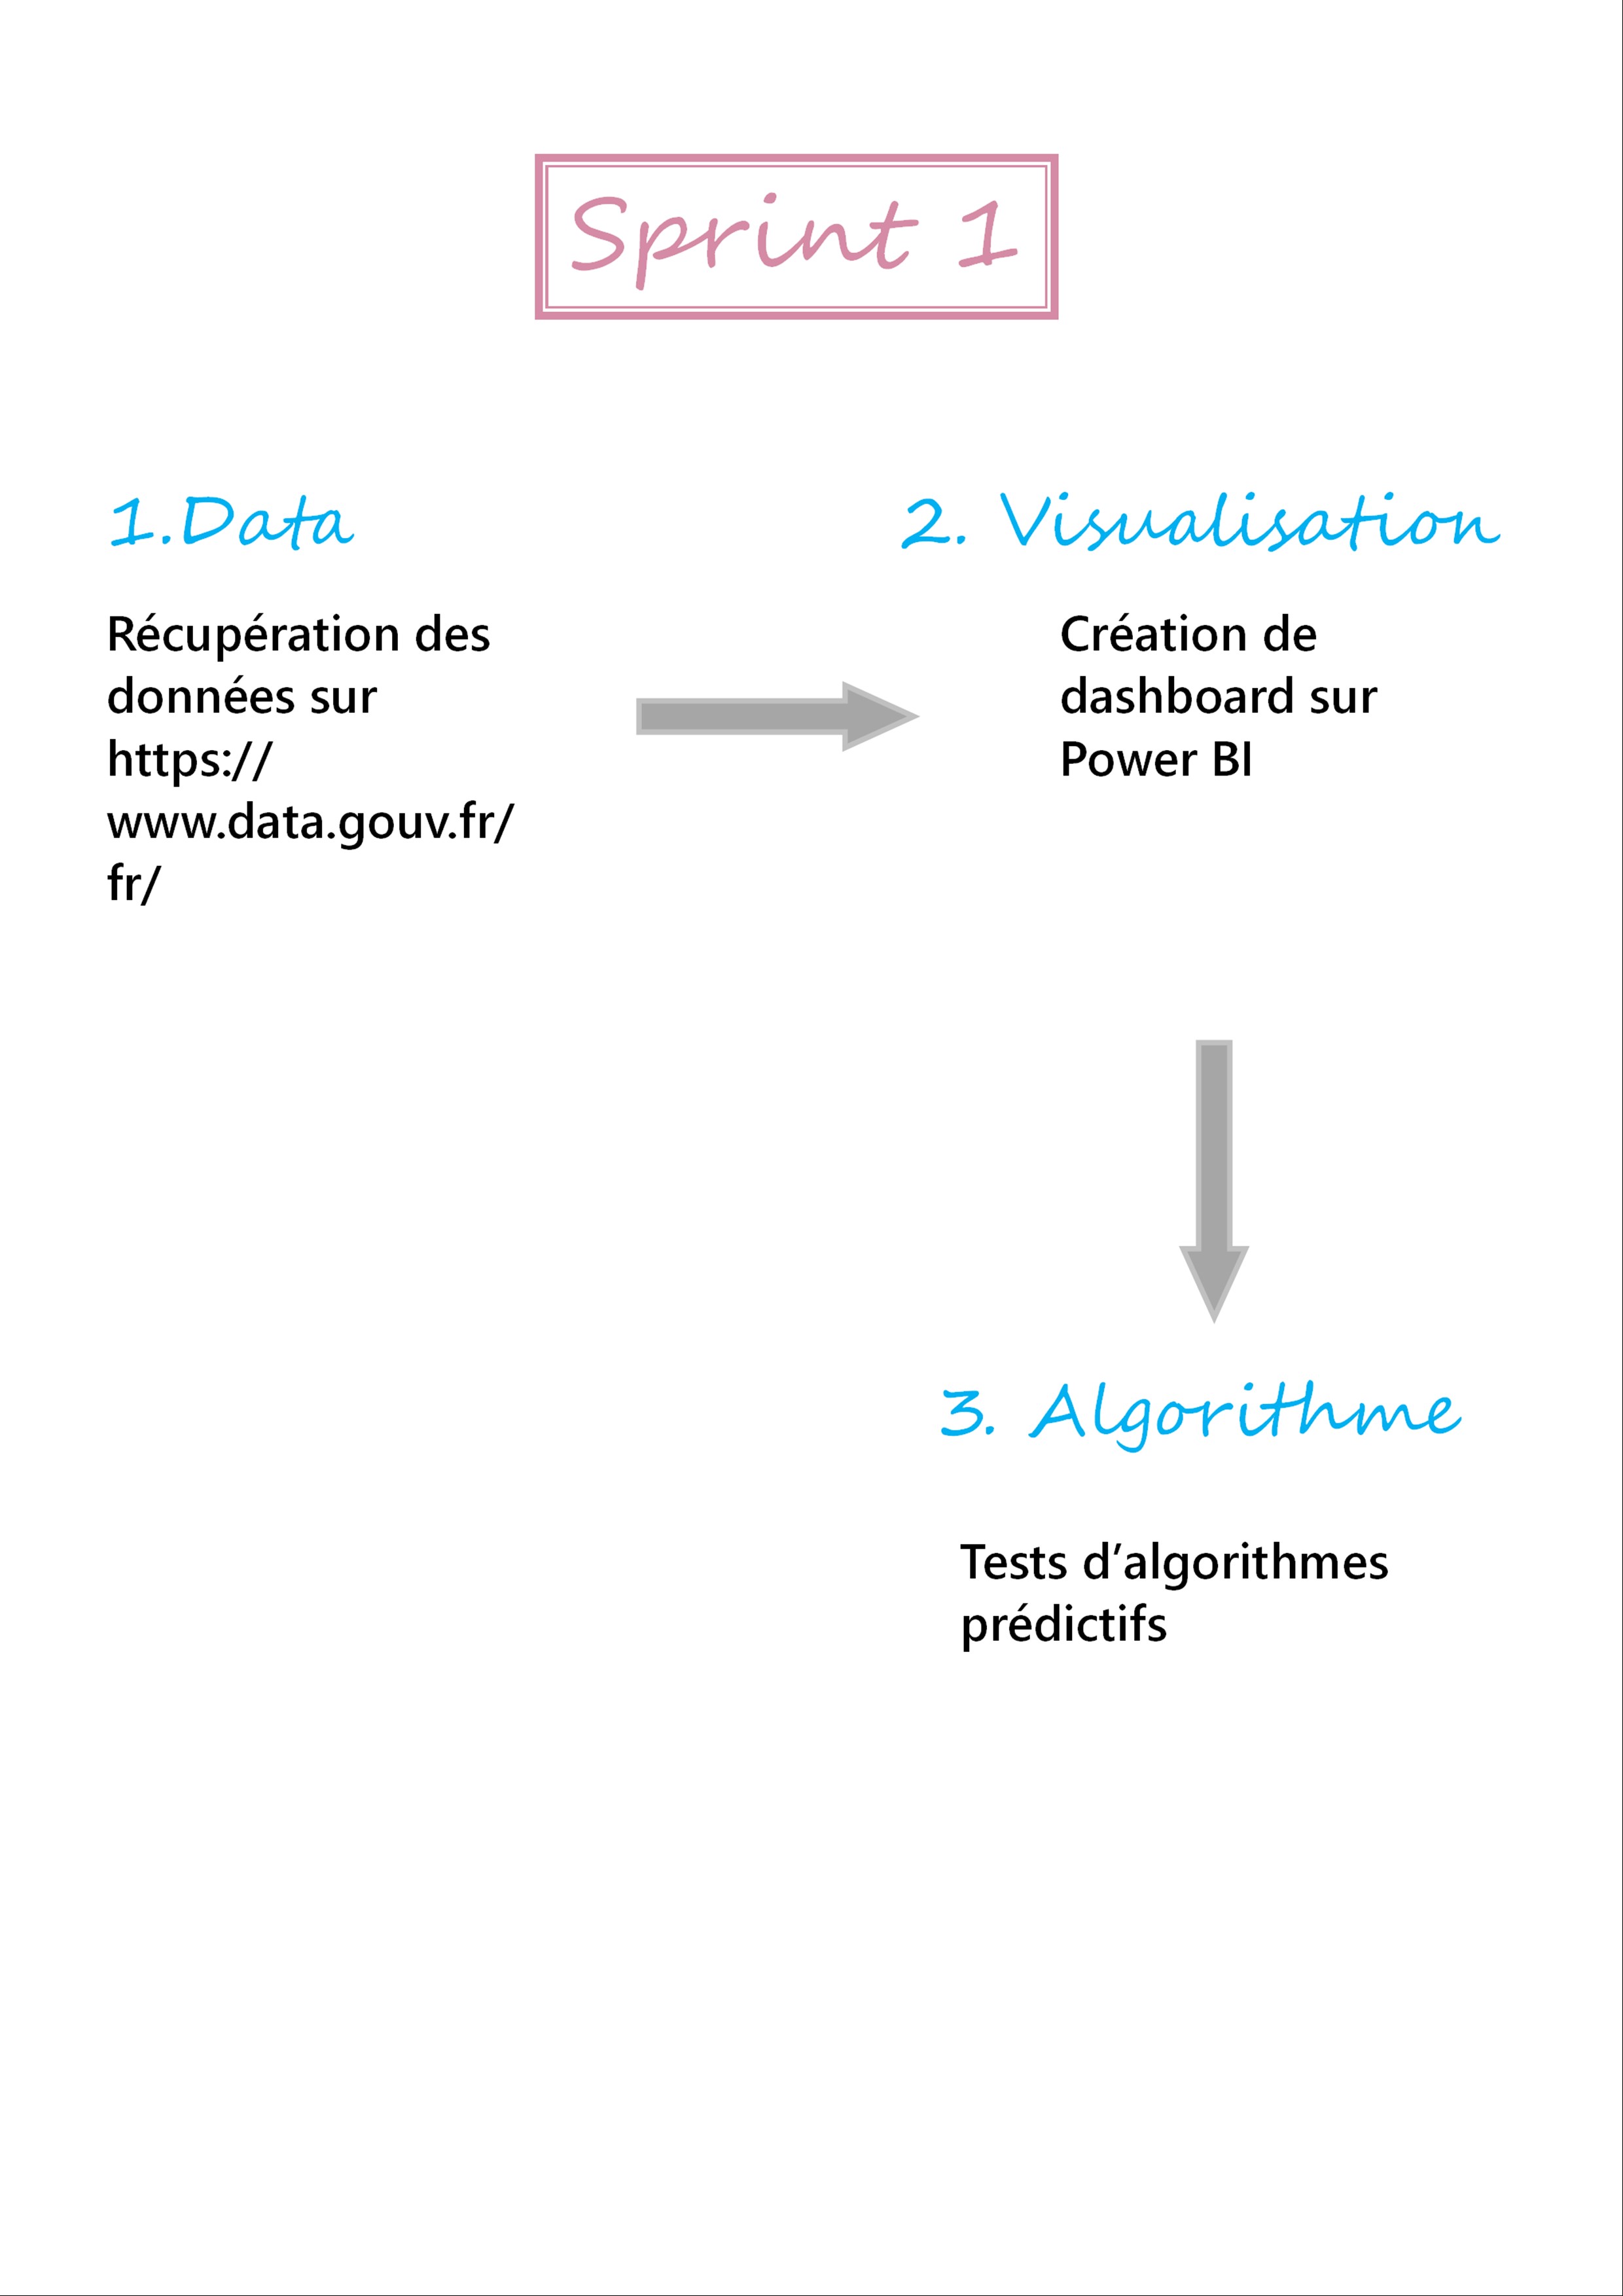 Sprint 1
1.Data
Récupération des
données sur
https://
www.data.gouv.fr/
fr/
2. Visualisation
Création de
dashboard sur
Power BI
3. Algorithme
Tests d’algorithmes
prédictifs